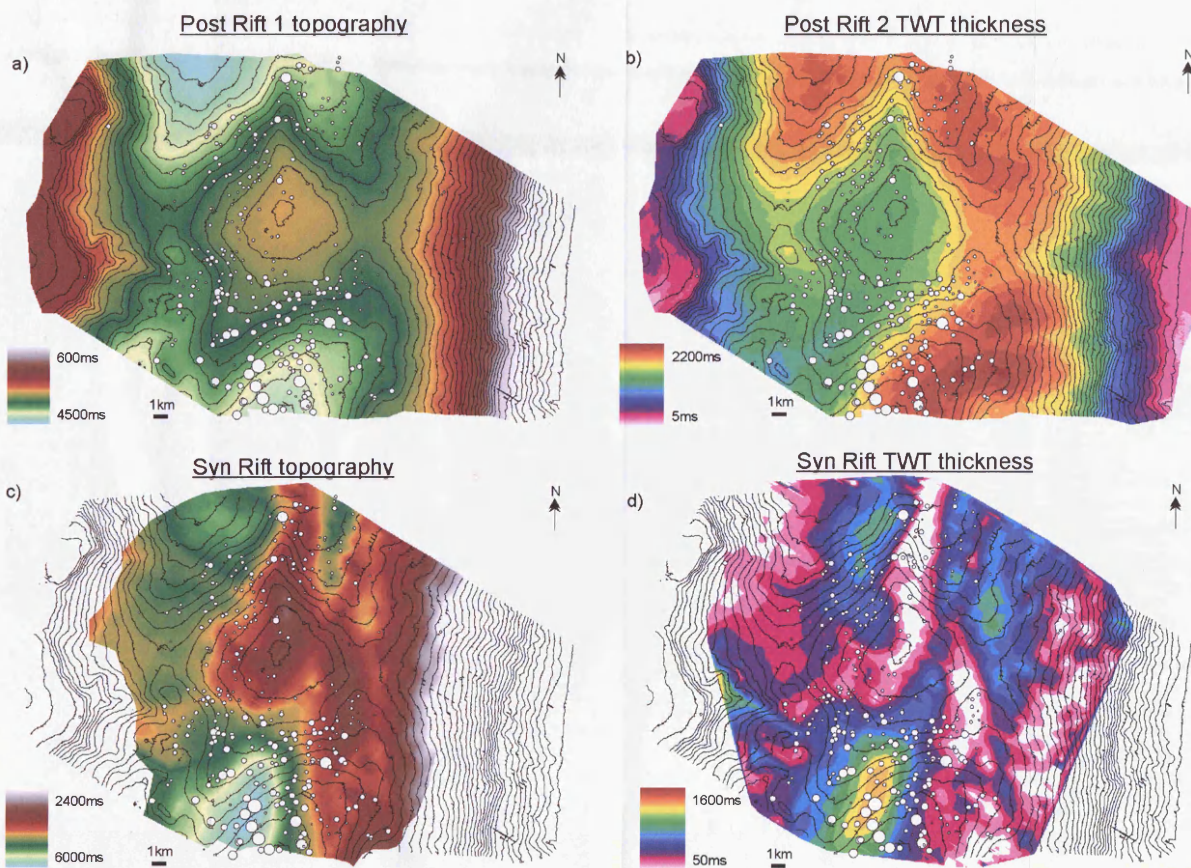 Post Rift 1 topography
a)
N
600ms
4500ms
1km
Post Rift 2 TWT thickness
b)
N
2200ms
5ms
1km
Syn Rift topography
c)
N
2400ms
6000ms
1km
Syn Rift TWT thickness
d)
N
1600ms
50ms
1km